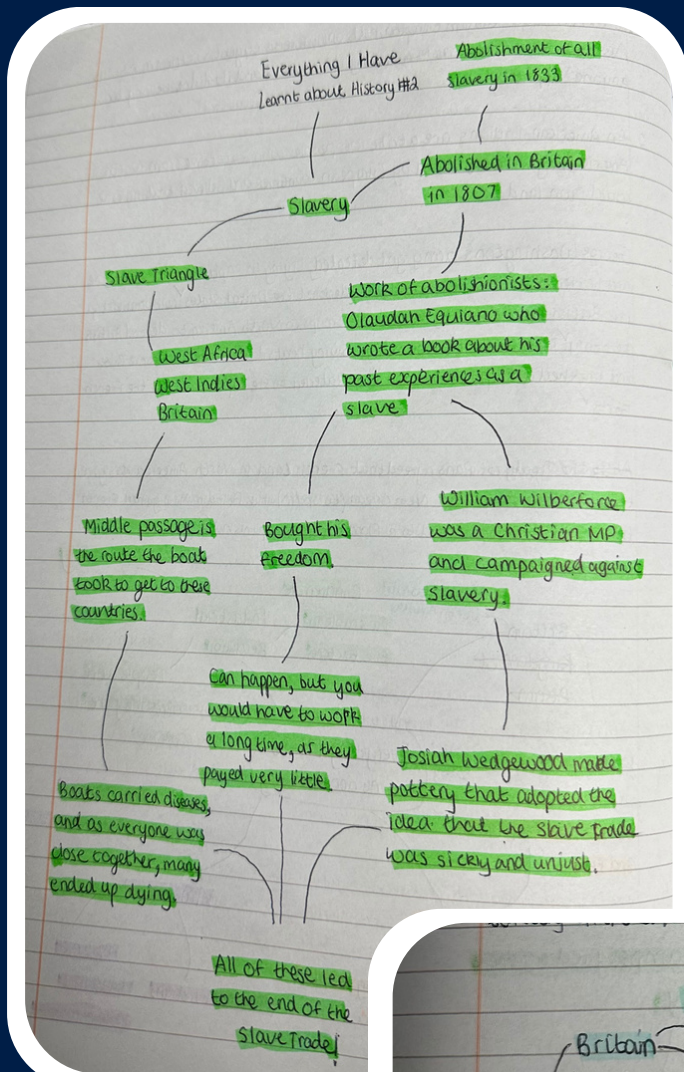 Everything I Have
Learnt about History #2
Abolishment of all
slavery in 1833
Abolished in Britain
in 1807
Slavery
Slave Triangle
West Africa
West Indies
Britain
Work of abolishionists:
Olaudah Equiano who
wrote a book about his
past experiences as a
slave
Middle passage is
the route the boat
took to get to these
countries.
Bought his
freedom.
William Wilberforce
was a Christian MP
and campaigned against
slavery.
Can happen, but you
would have to work
a long time, as they
payed very little.
Boats carried diseases,
and as everyone was
close together, many
ended up dying.
Josiah Wedgewood made
pottery that adopted the
idea that the slave trade
was sickly and unjust.
All of these led
to the end of the
Slave Trade!
Britain